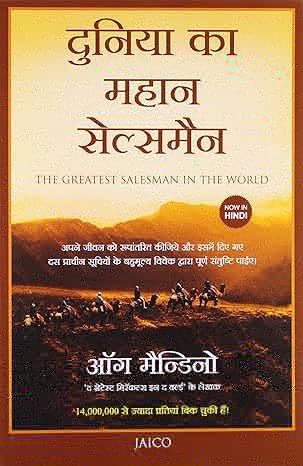 दुनिया का
महान
सेल्समैन
THE GREATEST SALESMAN IN THE WORLD
NOW IN
HINDI
अपने जीवन को रूपांतरित कीजिये और इसमें दिए गए
दस प्राचीन सूचियों के बहुमूल्य विवेक द्वारा पूर्ण संतुष्टि पाईए।
ऑग मैन्डिनो
'द ग्रेटेस्ट मिरॅकल्स इन द वर्ल्ड' के लेखक
14,000,000 से ज़्यादा प्रतियां बिक चुकी हैं!
JAICO